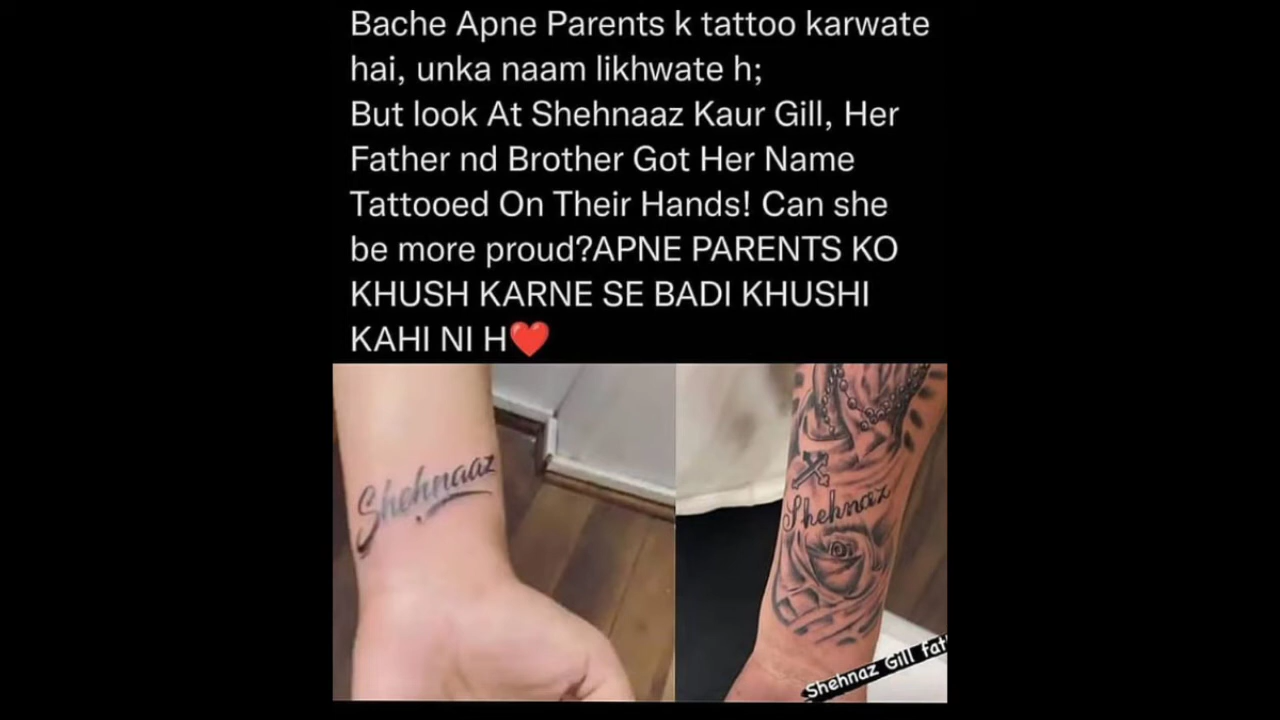 Bache Apne Parents k tattoo karwate
hai, unka naam likhwate h;
But look At Shehnaaz Kaur Gill, Her
Father nd Brother Got Her Name
Tattooed On Their Hands! Can she
be more proud?APNE PARENTS KO
KHUSH KARNE SE BADI KHUSHI
KAHI NI H❤️
Shehnaaz
Shehnaz
Shehnaz Gill fat